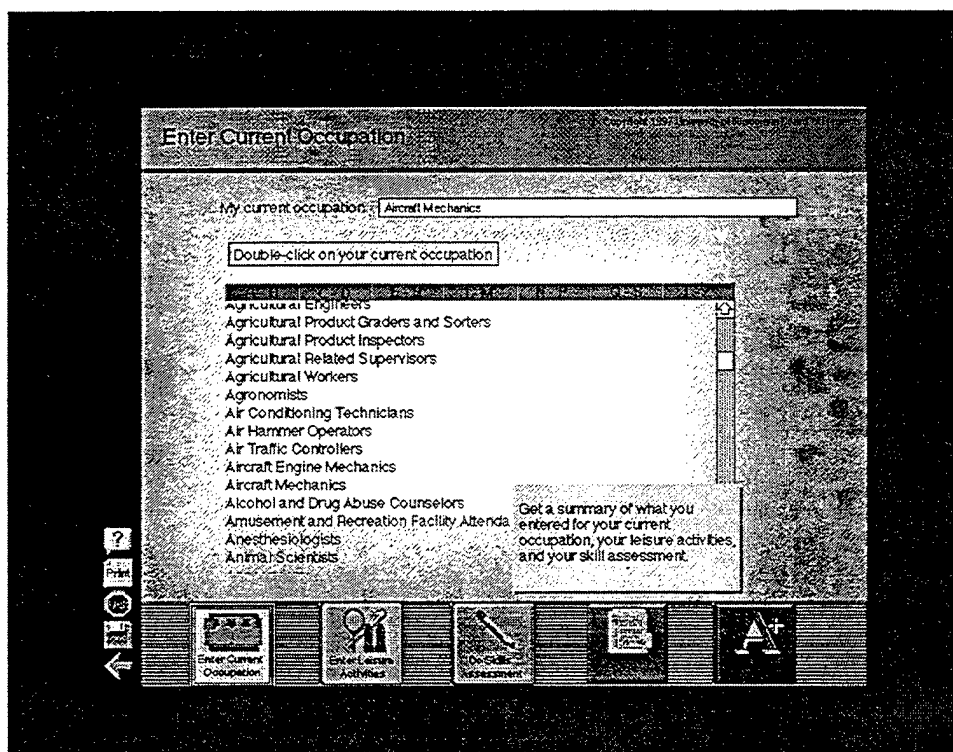 Enter Current Occupation
My current occupation: Aircraft Mechanics
Double-click on your current occupation
Agricultural Engineers
Agricultural Product Graders and Sorters
Agricultural Product Inspectors
Agricultural Related Supervisors
Agricultural Workers
Agronomists
Air Conditioning Technicians
Air Hammer Operators
Air Traffic Controllers
Aircraft Engine Mechanics
Aircraft Mechanics
Alcohol and Drug Abuse Counselors
Amusement and Recreation Facility Attenda
Anesthesiologists
Animal Scientists
Get a summary of what you
entered for your current
occupation, your leisure activities,
and your skill assessment.
?
Print
Enter Current
Occupation
Enter Leisure
Activities
Do Skills
Assessment
A+